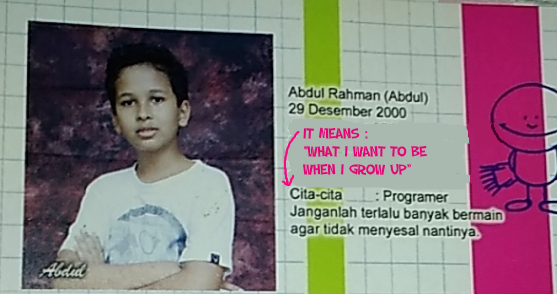 Abdul Rahman (Abdul)
29 Desember 2000
IT MEANS :
"WHAT I WANT TO BE
WHEN I GROW UP"
Cita-cita : Programer
Janganlah terlalu banyak bermain
agar tidak menyesal nantinya.
Abdul